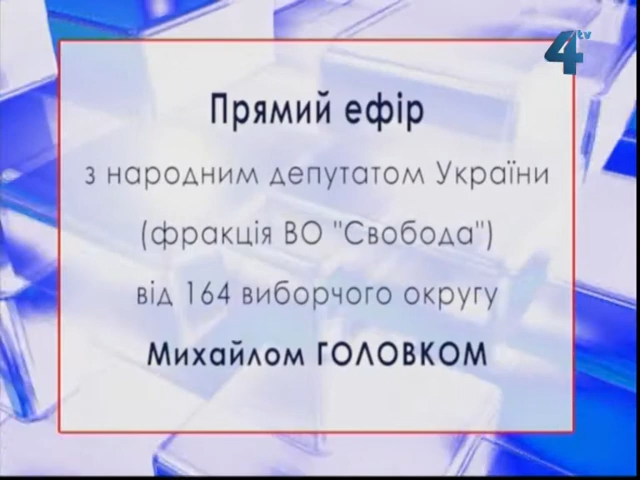 4 tv
Прямий ефір
з народним депутатом України
(фракція ВО "Свобода")
від 164 виборчого округу
Михайлом ГОЛОВКОМ